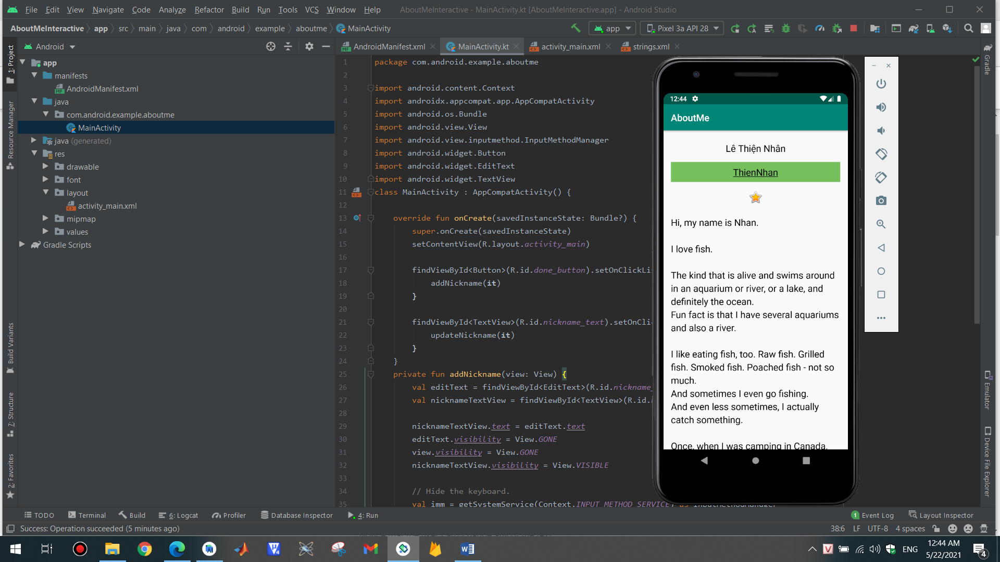 File Edit View Navigate Code Analyze Refactor Build Run Tools VCS Window Help AboutMeInteractive - MainActivity.kt [AboutMeInteractive.app] - Android Studio
AboutMeInteractive app src main java com android example aboutme MainActivity app Pixel 3a API 28
Android
AndroidManifest.xml MainActivity.kt activity_main.xml strings.xml
1: Project
Resource Manager
Build Variants
7: Structure
2: Favorites
app
manifests
AndroidManifest.xml
java
com.android.example.aboutme
MainActivity
java (generated)
res
drawable
font
layout
activity_main.xml
mipmap
values
Gradle Scripts
1 package com.android.example.aboutme
2
3 import android.content.Context
4 import androidx.appcompat.app.AppCompatActivity
5 import android.os.Bundle
6 import android.view.View
7 import android.view.inputmethod.InputMethodManager
8 import android.widget.Button
9 import android.widget.EditText
10 import android.widget.TextView
11 class MainActivity : AppCompatActivity() {
12
13 override fun onCreate(savedInstanceState: Bundle?) {
14 super.onCreate(savedInstanceState)
15 setContentView(R.layout.activity_main)
16
17 findViewById<Button>(R.id.done_button).setOnClickLi
18 addNickname(it)
19 }
20
21 findViewById<TextView>(R.id.nickname_text).setOnCli
22 updateNickname(it)
23 }
24 }
25 private fun addNickname(view: View) {
26 val editText = findViewById<EditText>(R.id.nickname_
27 val nicknameTextView = findViewById<TextView>(R.id.
28
29 nicknameTextView.text = editText.text
30 editText.visibility = View.GONE
31 view.visibility = View.GONE
32 nicknameTextView.visibility = View.VISIBLE
33
34 // Hide the keyboard.
35 val imm = getSystemService(Context.INPUT_METHOD_SERVICE) as InputMethodManager
12:44
AboutMe
Lê Thiện Nhân
ThienNhan
Hi, my name is Nhan.
I love fish.
The kind that is alive and swims around
in an aquarium or river, or a lake, and
definitely the ocean.
Fun fact is that I have several aquariums
and also a river.
I like eating fish, too. Raw fish. Grilled
fish. Smoked fish. Poached fish - not so
much.
And sometimes I even go fishing.
And even less sometimes, I actually
catch something.
Once, when I was camping in Canada,
Gradle
Emulator
Device File Explorer
TODO Terminal Build 6: Logcat Profiler Database Inspector 4: Run 1 Event Log Layout Inspector
Success: Operation succeeded (5 minutes ago) 38:6 LF UTF-8 4 spaces
ENG
12:44 AM
5/22/2021
4